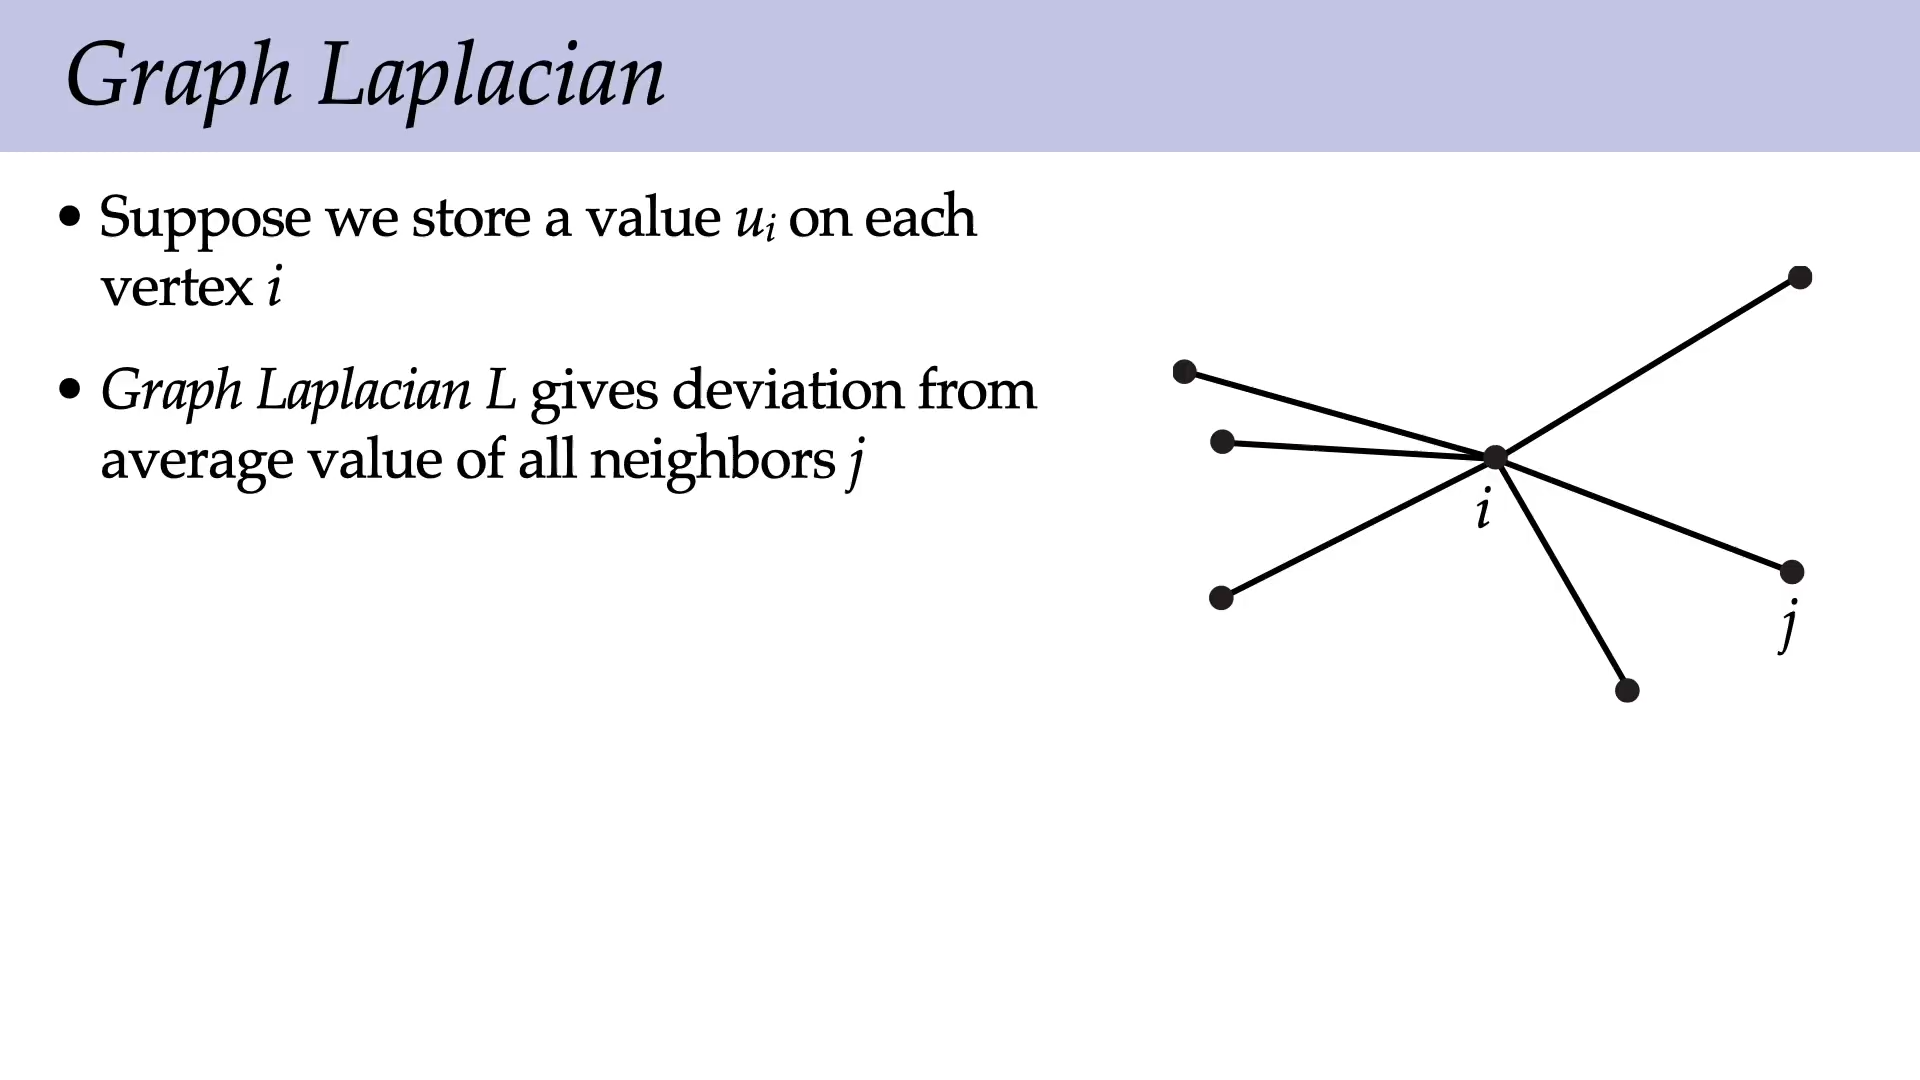 Graph Laplacian
• Suppose we store a value uᵢ on each
vertex i
• Graph Laplacian L gives deviation from
average value of all neighbors j
i
j